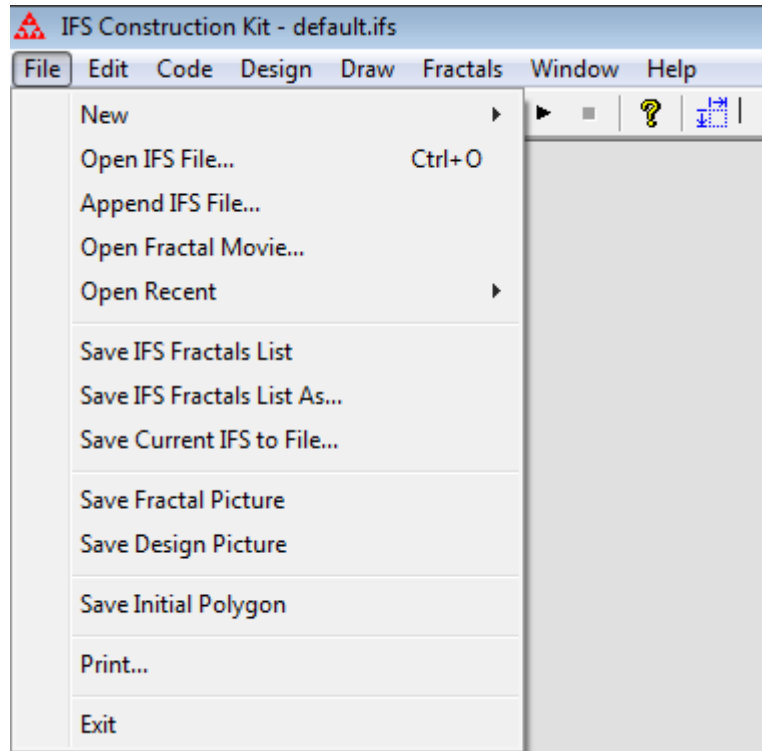 IFS Construction Kit - default.ifs
File Edit Code Design Draw Fractals Window Help
New
Open IFS File... Ctrl+O
Append IFS File...
Open Fractal Movie...
Open Recent
Save IFS Fractals List
Save IFS Fractals List As...
Save Current IFS to File...
Save Fractal Picture
Save Design Picture
Save Initial Polygon
Print...
Exit